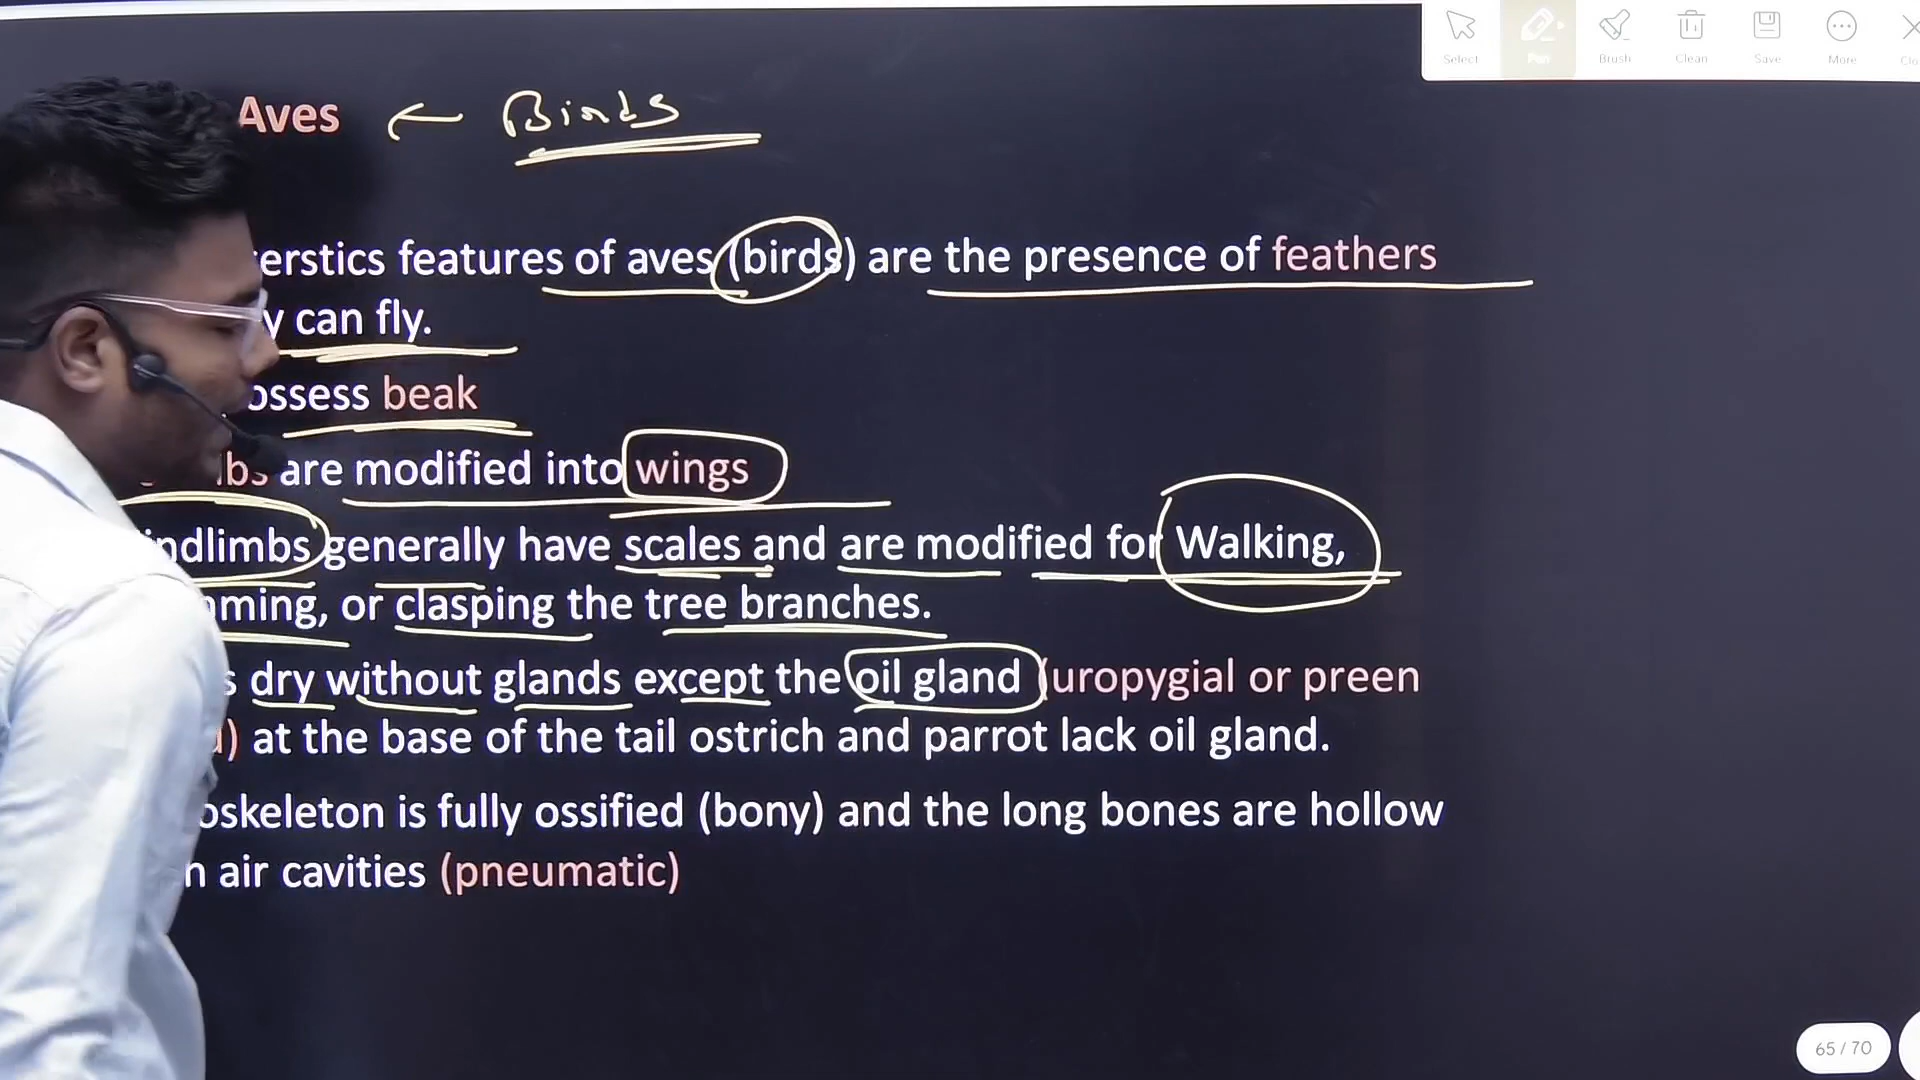 Select Pen Brush Clean Save More Clo
Aves ← Birds
erstics features of aves (birds) are the presence of feathers
y can fly.
ossess beak
bs are modified into wings
indlimbs generally have scales and are modified for Walking,
ming, or clasping the tree branches.
s dry without glands except the oil gland (uropygial or preen
) at the base of the tail ostrich and parrot lack oil gland.
oskeleton is fully ossified (bony) and the long bones are hollow
n air cavities (pneumatic)
65 / 70